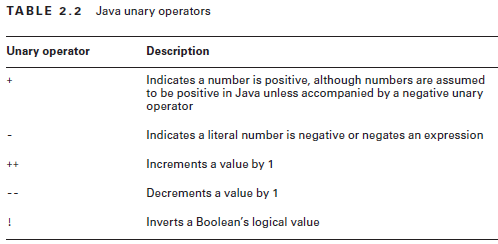 TABLE 2.2 Java unary operators
Unary operator Description
+ Indicates a number is positive, although numbers are assumed
to be positive in Java unless accompanied by a negative unary
operator
- Indicates a literal number is negative or negates an expression
++ Increments a value by 1
-- Decrements a value by 1
! Inverts a Boolean's logical value